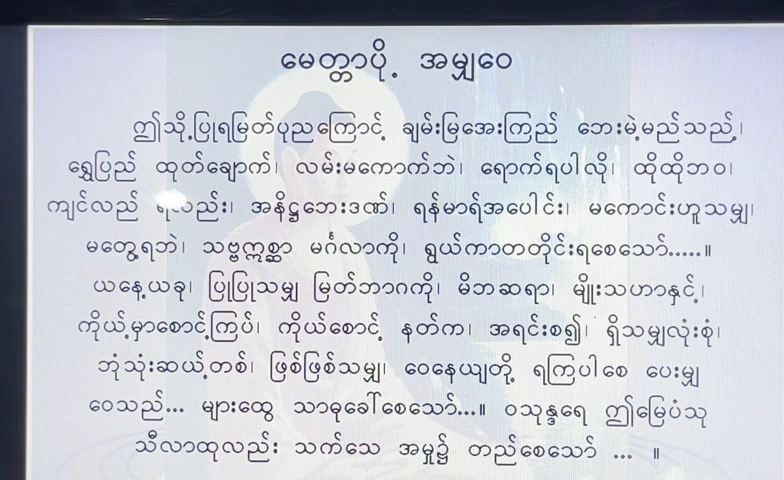 မေတ္တာပို့ အမျှဝေ
ဤသို့ပြုရမြတ်ပုညကြောင့် ချမ်းမြအေးကြည် ဘေးမဲ့မည်သည့်၊
ရွှေပြည် ထုတ်ချောက်၊ လမ်းမကောက်ဘဲ၊ ရောက်ရပါလို၊ ထိုထိုဘဝ၊
ကျင်လည် ရလည်း၊ အနိဋ္ဌဘေးဒဏ်၊ ရန်မာရ်အပေါင်း၊ မကောင်းဟူသမျှ၊
မတွေ့ရဘဲ၊ သဗ္ဗဣစ္ဆာ မင်္ဂလာကို၊ ရွယ်ကာတတိုင်းရစေသော်.....။
ယနေ့ယခု၊ ပြုပြုသမျှ မြတ်ဘာဂကို၊ မိဘဆရာ၊ မျိုးသဟာနှင့်၊
ကိုယ့်မှာစောင့်ကြပ်၊ ကိုယ်စောင့် နတ်က၊ အရင်းစ၍၊ ရှိသမျှလုံးစုံ၊
ဘုံသုံးဆယ့်တစ်၊ ဖြစ်ဖြစ်သမျှ၊ ဝေနေယျတို့ ရကြပါစေ ပေးမျှ
ဝေသည်... များထွေ သာဓုခေါ်စေသော်...။ ဝသုန္ဒရေ ဤမြေပံသု
သီလာထုလည်း သက်သေ အမှု၌ တည်စေသော် ... ။